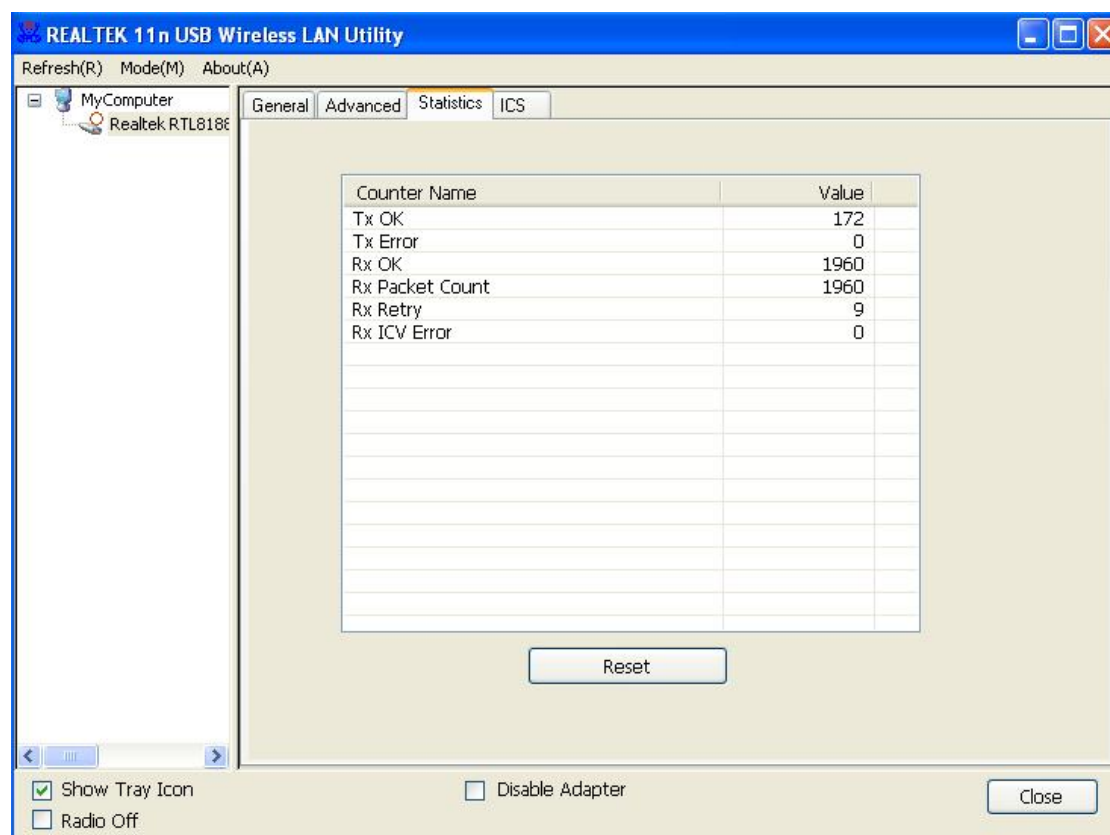 REALTEK 11n USB Wireless LAN Utility
Refresh(R) Mode(M) About(A)
MyComputer
Realtek RTL8188
General Advanced Statistics ICS
Counter Name Value
Tx OK 172
Tx Error 0
Rx OK 1960
Rx Packet Count 1960
Rx Retry 9
Rx ICV Error 0
Reset
Show Tray Icon Disable Adapter
Radio Off
Close